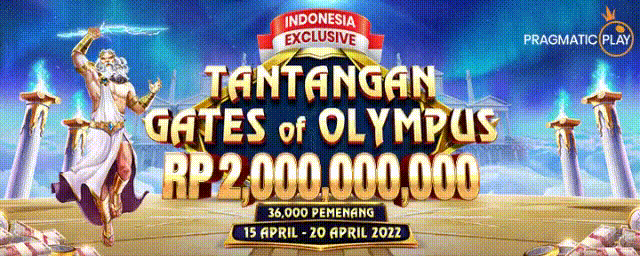 INDONESIA
EXCLUSIVE
PRAGMATIC PLAY
TANTANGAN
GATES of OLYMPUS
RP 2,000,000,000
36,000 PEMENANG
15 APRIL - 20 APRIL 2022